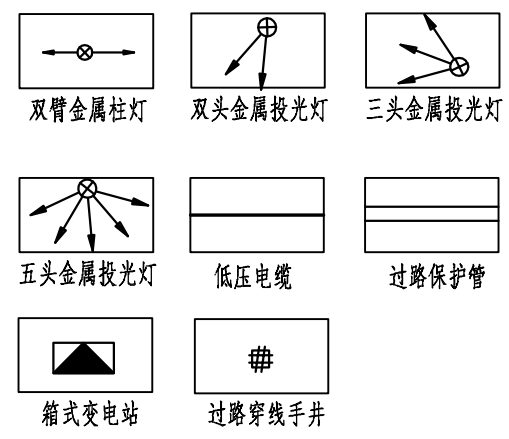 双臂金属柱灯
双头金属投光灯
三头金属投光灯
五头金属投光灯
低压电缆
过路保护管
箱式变电站
过路穿线手井